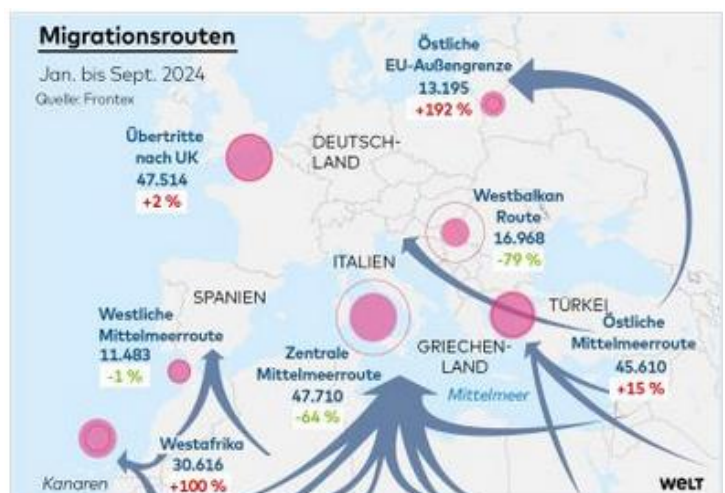 Migrationsrouten
Jan. bis Sept. 2024
Quelle: Frontex
Östliche
EU-Außengrenze
13.195
+192 %
Übertritte
nach UK
47.514
+2 %
DEUTSCH-
LAND
Westbalkan
Route
16.968
-79 %
ITALIEN
SPANIEN
Westliche
Mittelmeerroute
11.483
-1 %
Zentrale
Mittelmeerroute
47.710
-64 %
GRIECHEN-
LAND
TÜRKEI
Östliche
Mittelmeerroute
45.610
+15 %
Mittelmeer
Westafrika
30.616
+100 %
Kanaren
WELT